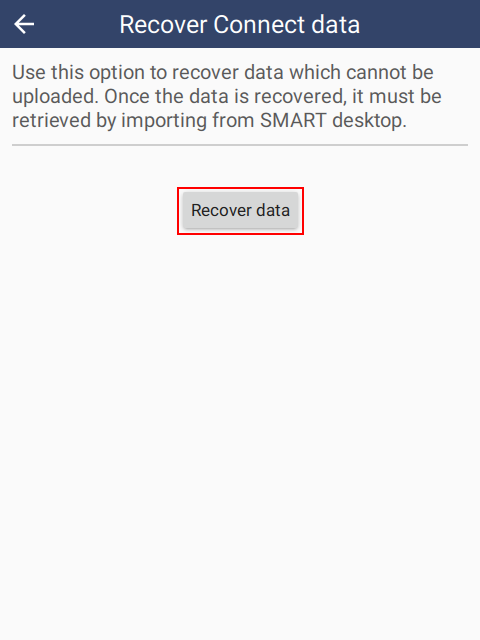 Recover Connect data
Use this option to recover data which cannot be
uploaded. Once the data is recovered, it must be
retrieved by importing from SMART desktop.
Recover data